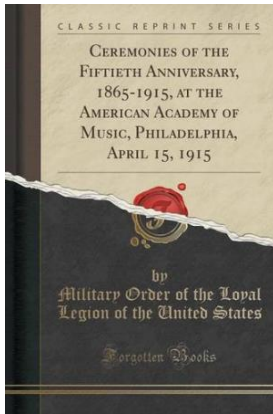 CLASSIC REPRINT SERIES
CEREMONIES OF THE
FIFTIETH ANNIVERSARY,
1865-1915, AT THE
AMERICAN ACADEMY OF
MUSIC, PHILADELPHIA,
APRIL 15, 1915
by
Military Order of the Loyal
Legion of the United States
Forgotten Books